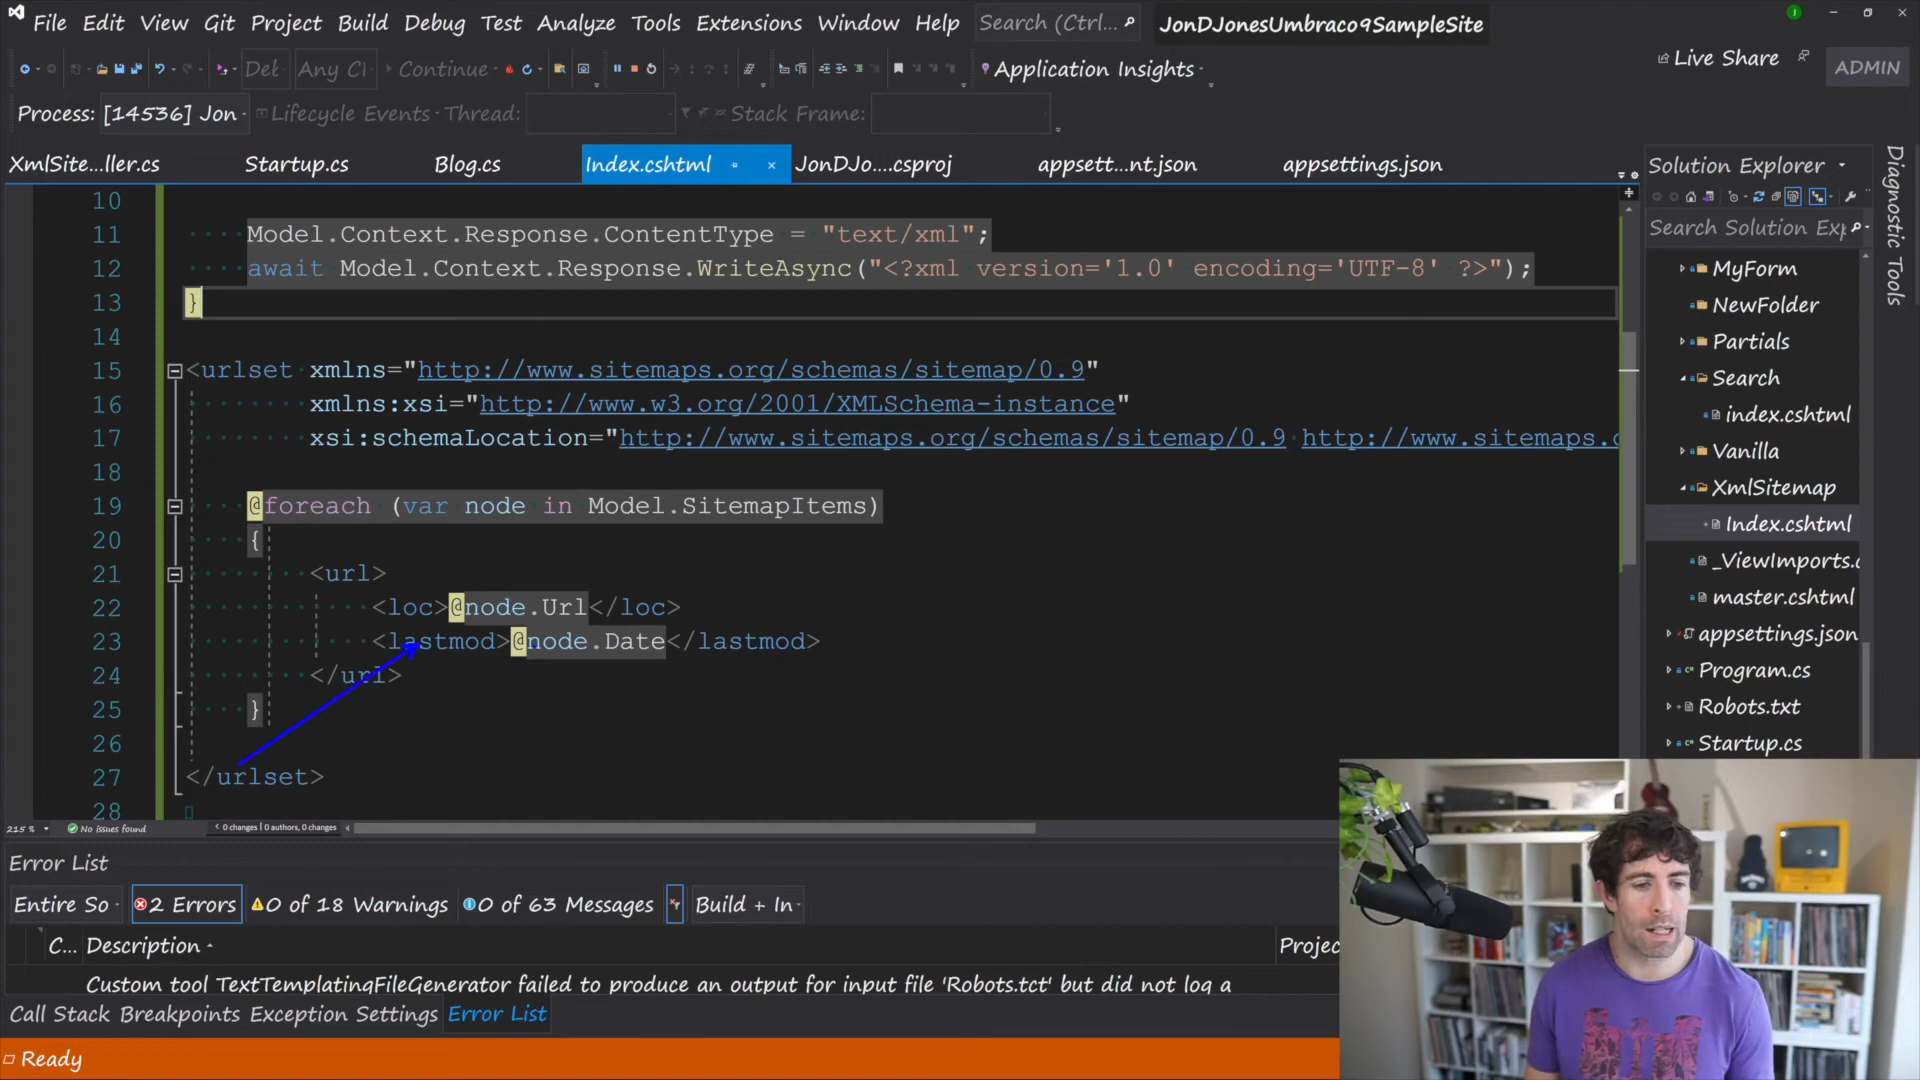 File Edit View Git Project Build Debug Test Analyze Tools Extensions Window Help Search (Ctrl... JonDJonesUmbraco9SampleSite
Det Any CI Continue Application Insights Live Share ADMIN
Process: [14536] Jon Lifecycle Events Thread: Stack Frame:
XmlSite...ller.cs Startup.cs Blog.cs Index.cshtml JonDJo....csproj appsett...nt.json appsettings.json
10
11 Model.Context.Response.ContentType = "text/xml";
12 await Model.Context.Response.WriteAsync("<?xml version='1.0' encoding='UTF-8' ?>");
13 }
14
15 <urlset xmlns="http://www.sitemaps.org/schemas/sitemap/0.9"
16 xmlns:xsi="http://www.w3.org/2001/XMLSchema-instance"
17 xsi:schemaLocation="http://www.sitemaps.org/schemas/sitemap/0.9 http://www.sitemaps.
18
19 @foreach (var node in Model.SitemapItems)
20 {
21 <url>
22 <loc>@node.Url</loc>
23 <lastmod>@node.Date</lastmod>
24 </url>
25 }
26
27 </urlset>
28
215 % No issues found 0 changes | 0 authors, 0 changes
Solution Explorer
Search Solution Exp
MyForm
NewFolder
Partials
Search
index.cshtml
Vanilla
XmlSitemap
Index.cshtml
_ViewImports.c
master.cshtml
appsettings.json
Program.cs
Robots.txt
Startup.cs
Diagnostic Tools
Error List
Entire So 2 Errors 0 of 18 Warnings 0 of 63 Messages Build + In
C... Description Projec
Custom tool TextTemplatingFileGenerator failed to produce an output for input file 'Robots.tct' but did not log a
Call Stack Breakpoints Exception Settings Error List
Ready